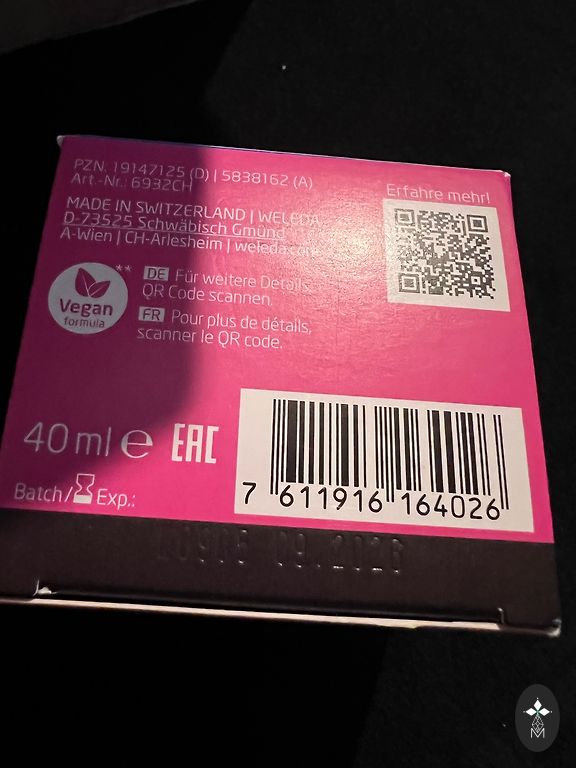 PZN. 19147125 (D) | 5838162 (A)
Art.-Nr.: 6932CH
MADE IN SWITZERLAND | WELEDA
D-73525 Schwäbisch Gmünd
A-Wien | CH-Arlesheim | weleda.com
Erfahre mehr!
**
Vegan
formula
DE Für weitere Details
QR Code scannen.
FR Pour plus de détails,
scanner le QR code.
40 ml e EAC
Batch/ Exp.:
7 611916 164026
09.2026